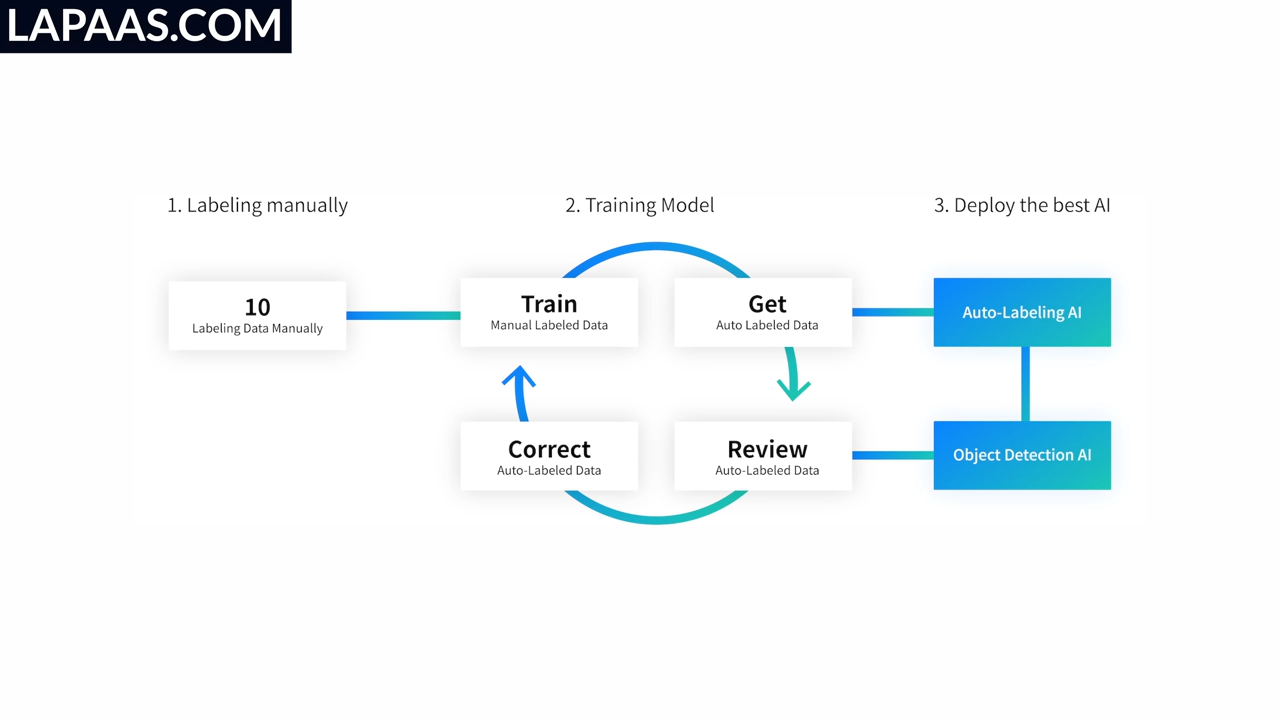 LAPAAS.COM
1. Labeling manually
2. Training Model
3. Deploy the best AI
10
Labeling Data Manually
Train
Manual Labeled Data
Get
Auto Labeled Data
Auto-Labeling AI
Correct
Auto-Labeled Data
Review
Auto-Labeled Data
Object Detection AI